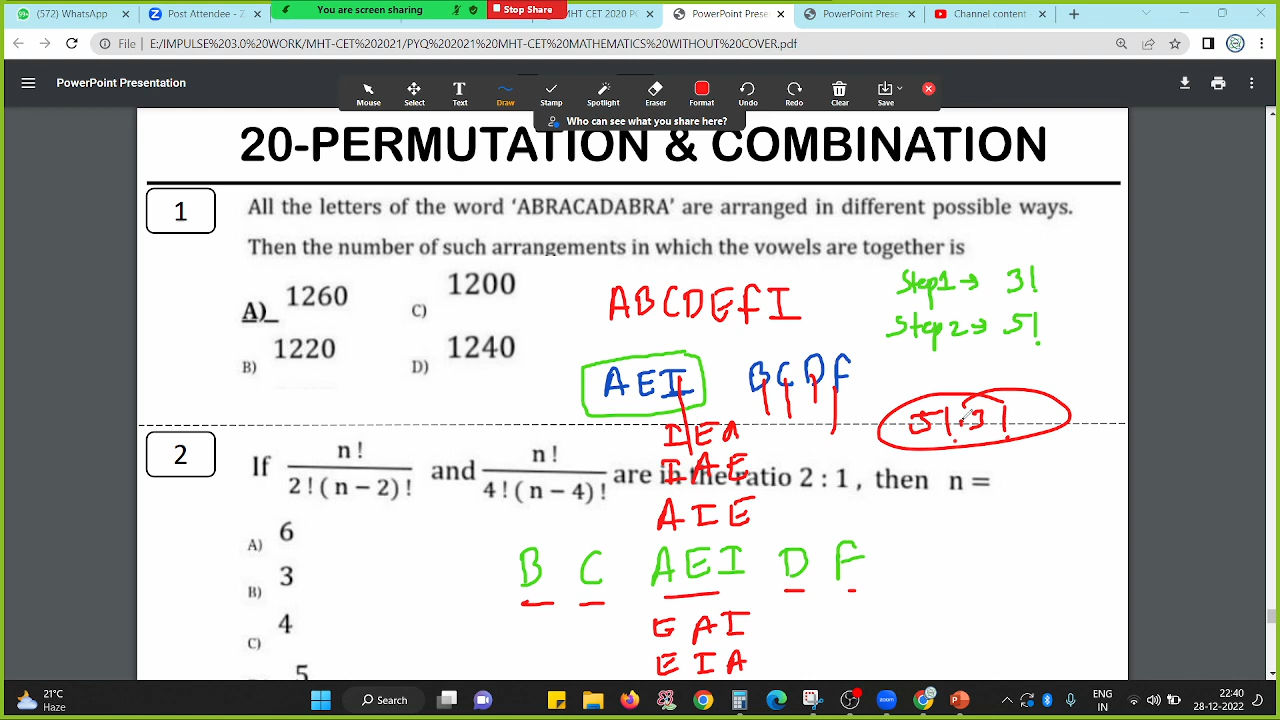 (572) WhatsApp
Post Attendee - 7
You are screen sharing
Stop Share
MHT CET 2020 P
PowerPoint Prese
PowerPoint Prese
Channel content
File
E:/IMPULSE%203.0%20WORK/MHT-CET%202021/PYQ%202021%20MHT-CET%20MATHEMATICS%20WITHOUT%20COVER.pdf
PowerPoint Presentation
Mouse
Select
Text
Draw
Stamp
Spotlight
Eraser
Format
Undo
Redo
Clear
Save
Who can see what you share here?
20-PERMUTATION & COMBINATION
1
All the letters of the word 'ABRACADABRA' are arranged in different possible ways.
Then the number of such arrangements in which the vowels are together is
A) 1260
C) 1200
B) 1220
D) 1240
ABCDEFI
Step1 → 3!
Step2 → 5!
AEI BCDF
5! 3!
IEA
IAE
AIE
2
If n! / 2!(n−2)! and n! / 4!(n−4)! are in the ratio 2 : 1, then n =
A) 6
B) 3
C) 4
5
B C AEI D F
EAI
EIA
21°C
Haze
Search
ENG
IN
22:40
28-12-2022